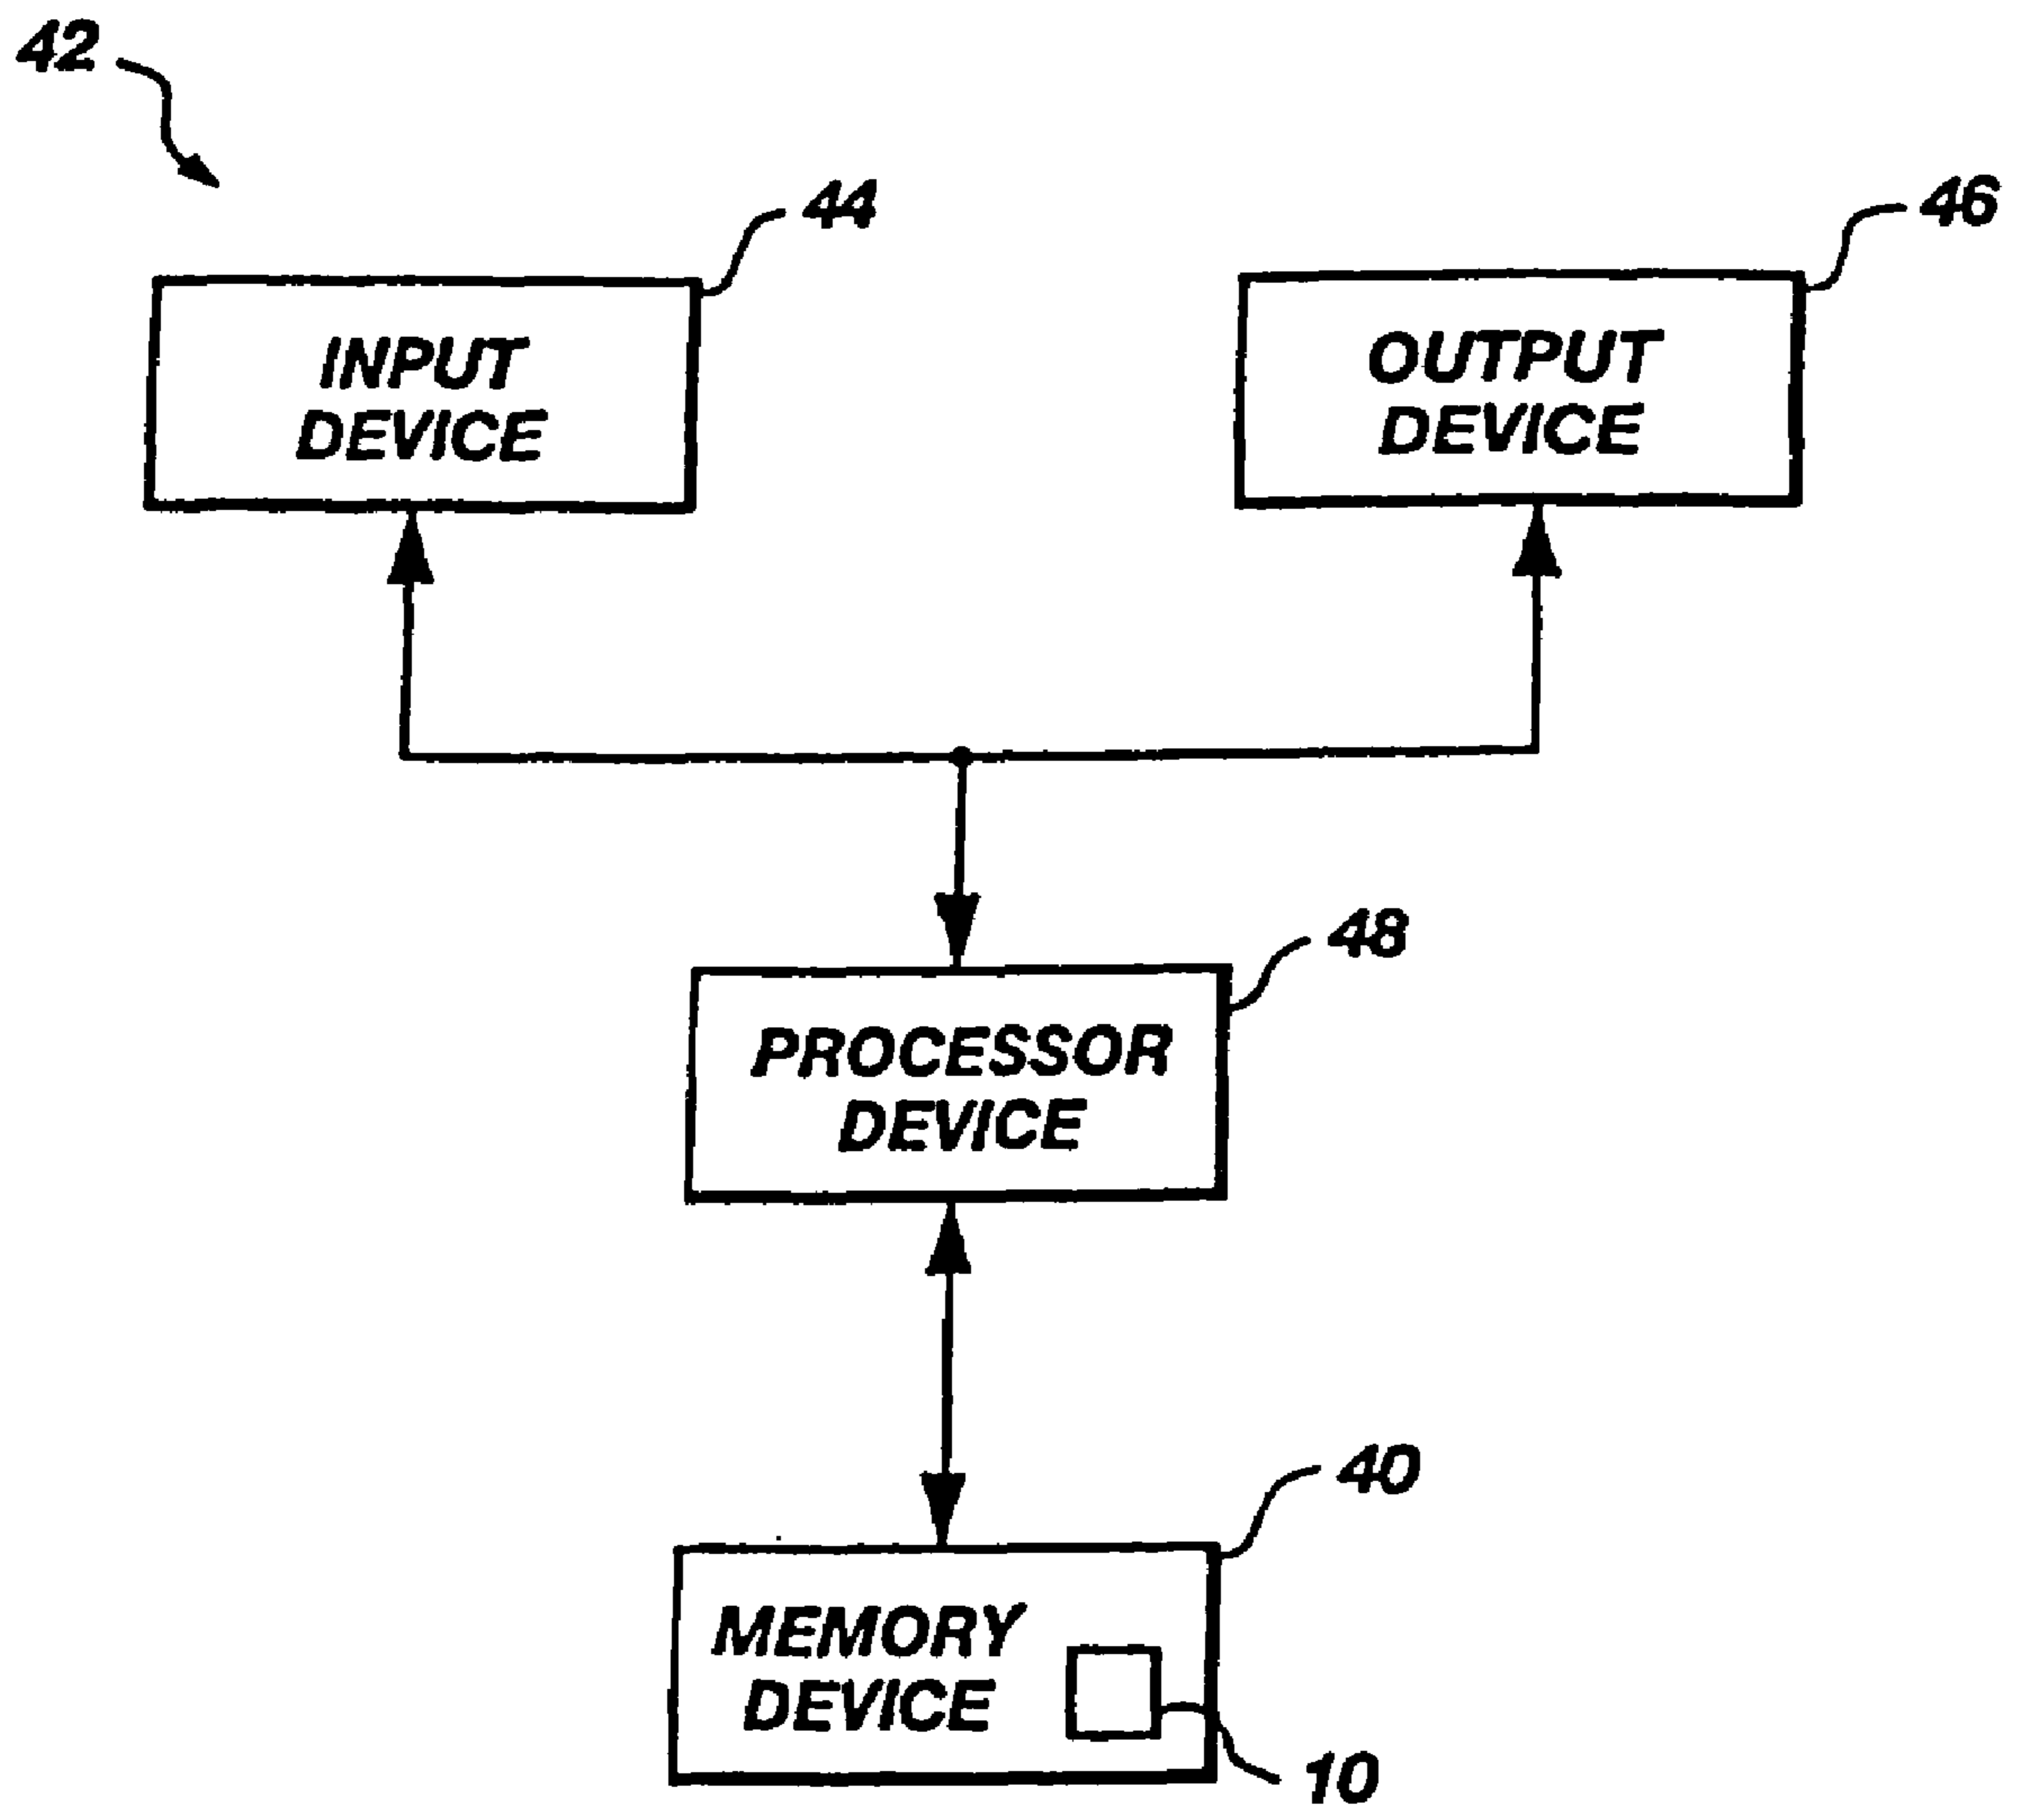 42
44
46
INPUT
DEVICE
OUTPUT
DEVICE
48
PROCESSOR
DEVICE
40
MEMORY
DEVICE
10